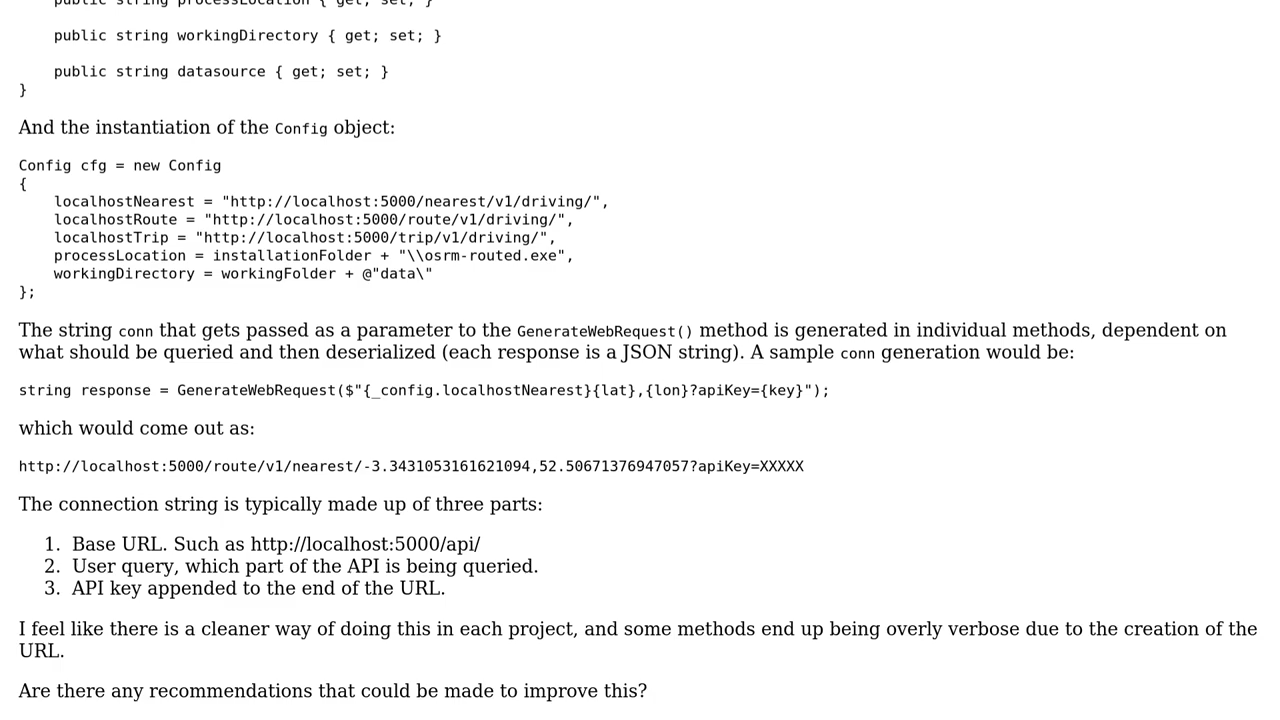 public string processLocation { get; set; }
public string workingDirectory { get; set; }
public string datasource { get; set; }
}
And the instantiation of the Config object:
Config cfg = new Config
{
localhostNearest = "http://localhost:5000/nearest/v1/driving/",
localhostRoute = "http://localhost:5000/route/v1/driving/",
localhostTrip = "http://localhost:5000/trip/v1/driving/",
processLocation = installationFolder + "\\osrm-routed.exe",
workingDirectory = workingFolder + @"data\"
};
The string conn that gets passed as a parameter to the GenerateWebRequest() method is generated in individual methods, dependent on
what should be queried and then deserialized (each response is a JSON string). A sample conn generation would be:
string response = GenerateWebRequest($"{_config.localhostNearest}{lat},{lon}?apiKey={key}");
which would come out as:
http://localhost:5000/route/v1/nearest/-3.3431053161621094,52.50671376947057?apiKey=XXXXX
The connection string is typically made up of three parts:
1. Base URL. Such as http://localhost:5000/api/
2. User query, which part of the API is being queried.
3. API key appended to the end of the URL.
I feel like there is a cleaner way of doing this in each project, and some methods end up being overly verbose due to the creation of the
URL.
Are there any recommendations that could be made to improve this?